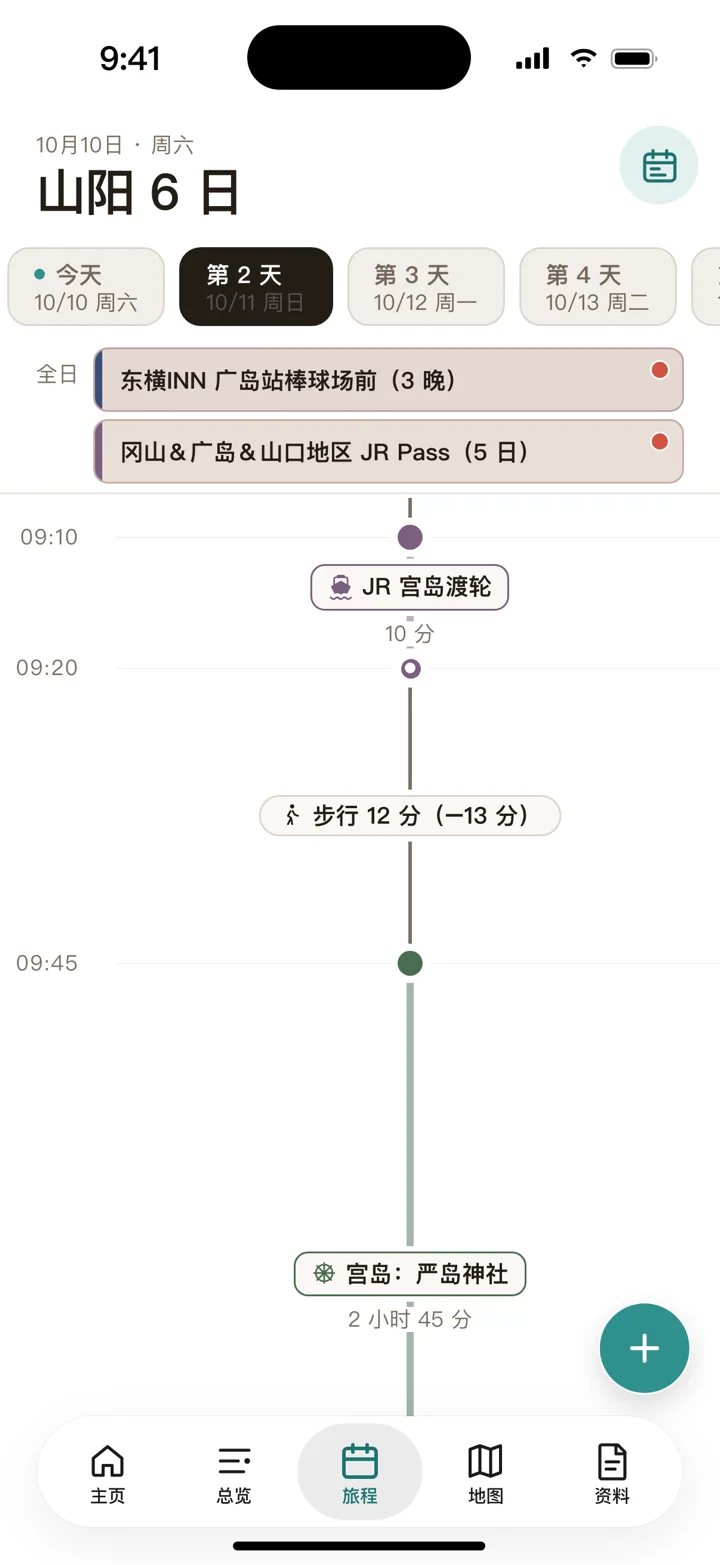 9:41
10月10日 · 周六
山阳 6 日
今天
10/10 周六
第 2 天
10/11 周日
第 3 天
10/12 周一
第 4 天
10/13 周二
全日
东横INN 广岛站棒球场前（3 晚）
冈山&广岛&山口地区 JR Pass（5 日）
09:10
JR 宫岛渡轮
10 分
09:20
步行 12 分（–13 分）
09:45
宫岛：严岛神社
2 小时 45 分
主页
总览
旅程
地图
资料